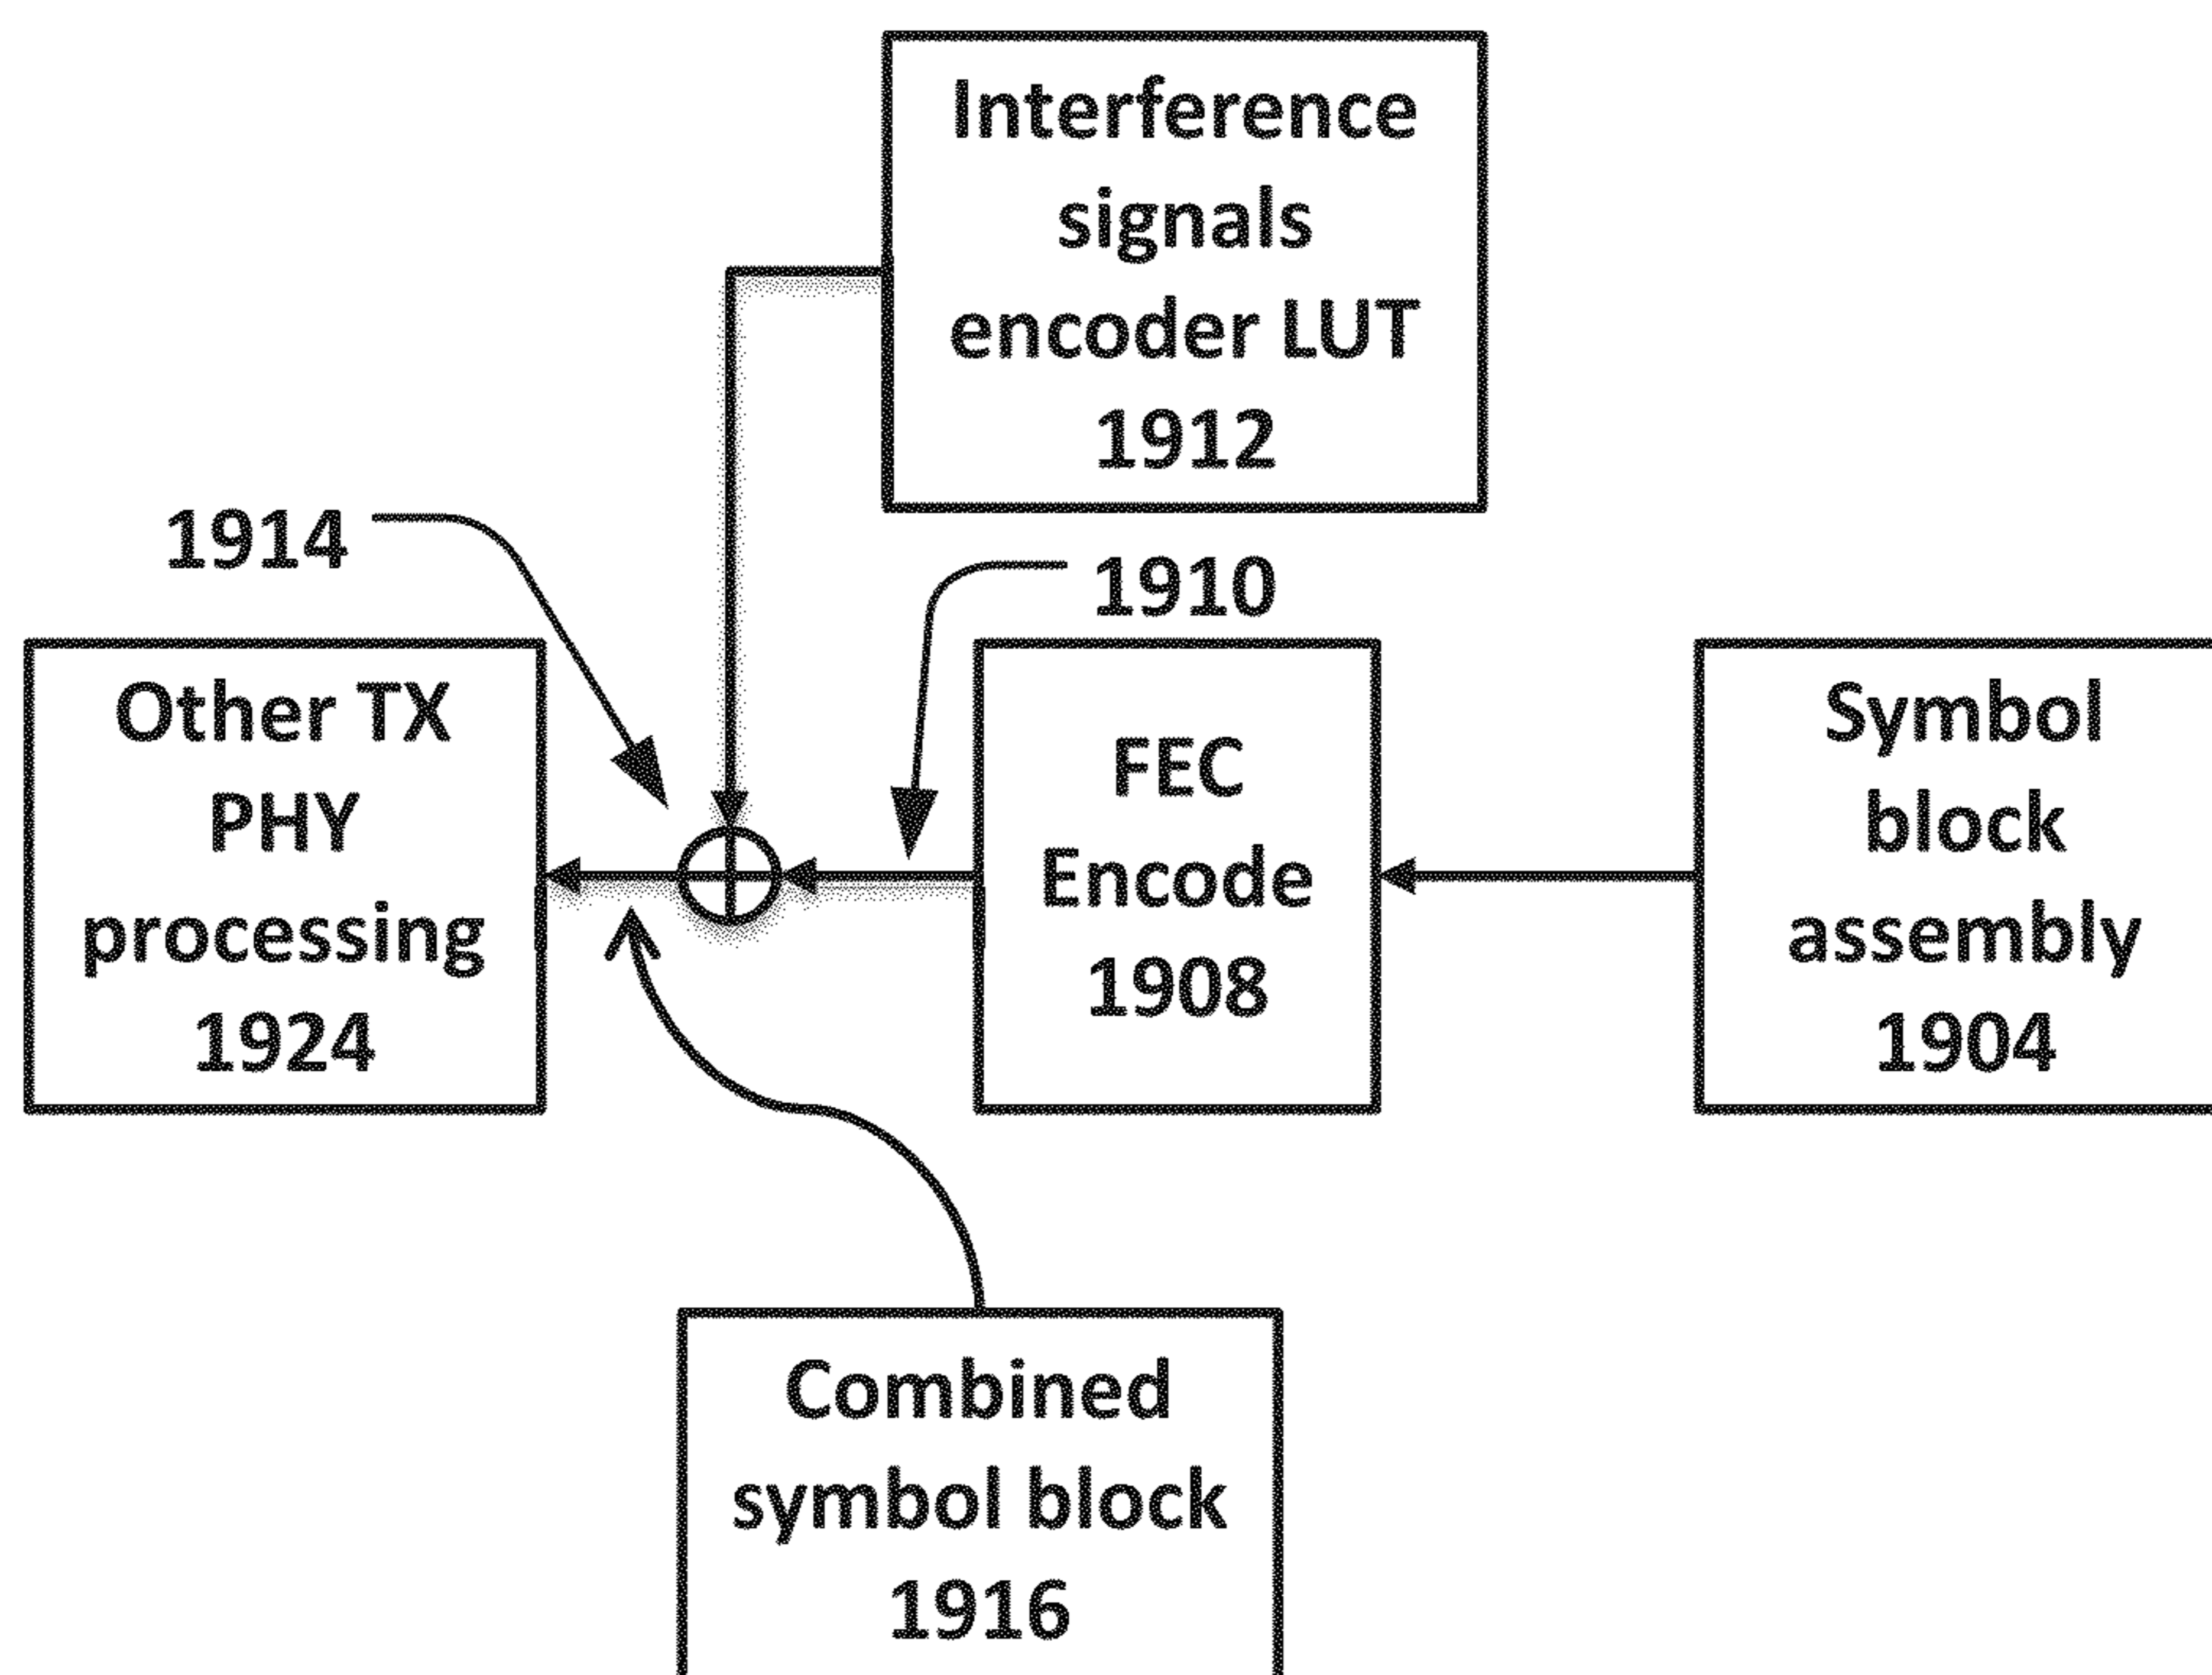 Interference
signals
encoder LUT
1912
1914
1910
Other TX
PHY
processing
1924
FEC
Encode
1908
Symbol
block
assembly
1904
Combined
symbol block
1916